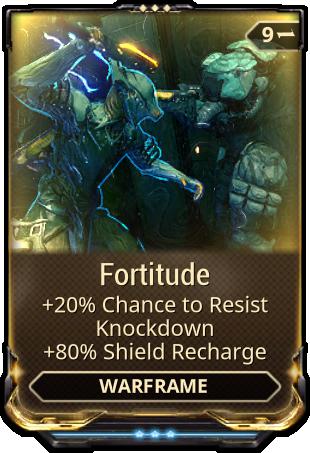 9
Fortitude
+20% Chance to Resist
Knockdown
+80% Shield Recharge
WARFRAME